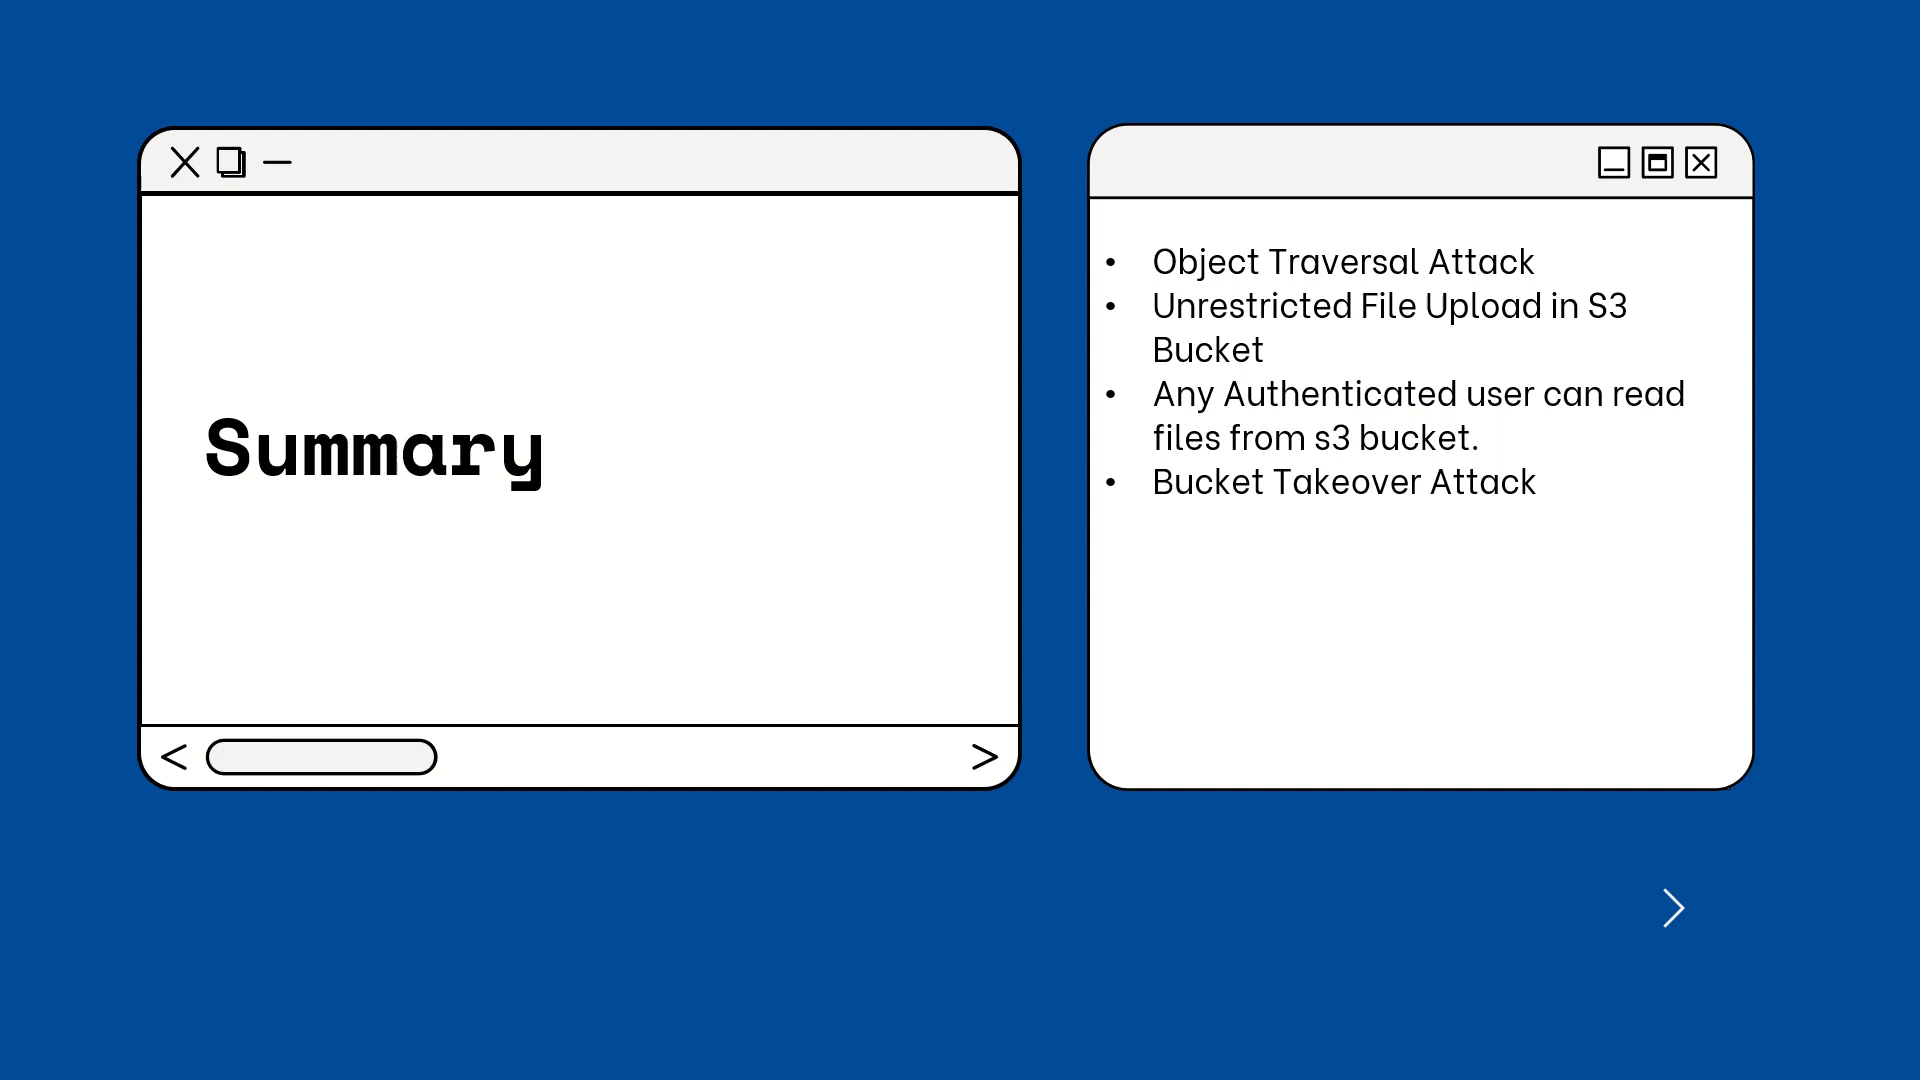 Summary
• Object Traversal Attack
• Unrestricted File Upload in S3
Bucket
• Any Authenticated user can read
files from s3 bucket.
• Bucket Takeover Attack